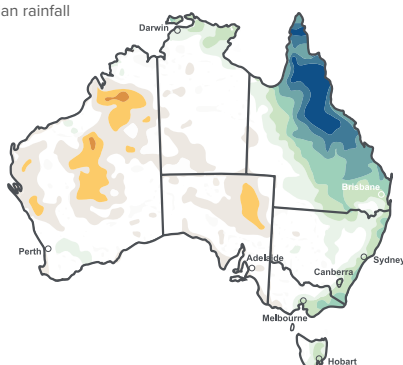 an rainfall
Darwin
Brisbane
Perth
Adelaide
Sydney
Canberra
Melbourne
Hobart